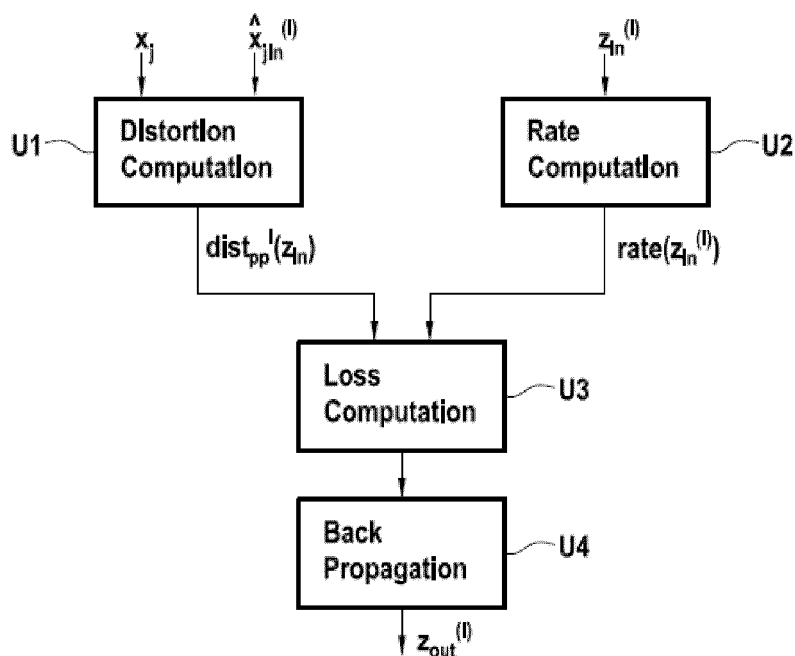 x_j
x̂_jIn^(I)
z_In^(I)
U1
Distortion
Computation
Rate
Computation
U2
dist_pp^I(z_In)
rate(z_In^(I))
Loss
Computation
U3
Back
Propagation
U4
z_out^(I)